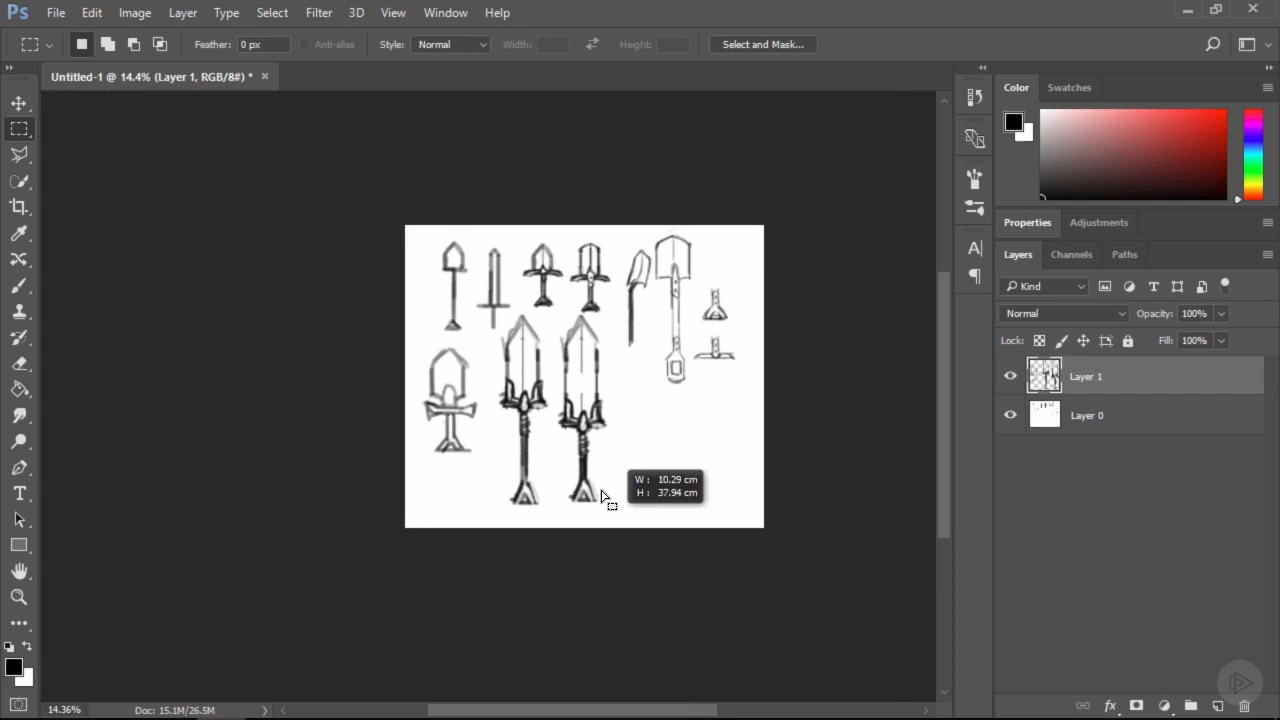 Ps File Edit Image Layer Type Select Filter 3D View Window Help
Feather: 0 px Anti-alias Style: Normal Width: Height: Select and Mask...
Untitled-1 @ 14.4% (Layer 1, RGB/8#) *
Color Swatches
Properties Adjustments
Layers Channels Paths
Kind
Normal Opacity: 100%
Lock: Fill: 100%
Layer 1
Layer 0
W: 10.29 cm
H: 37.94 cm
14.36% Doc: 15.1M/26.5M